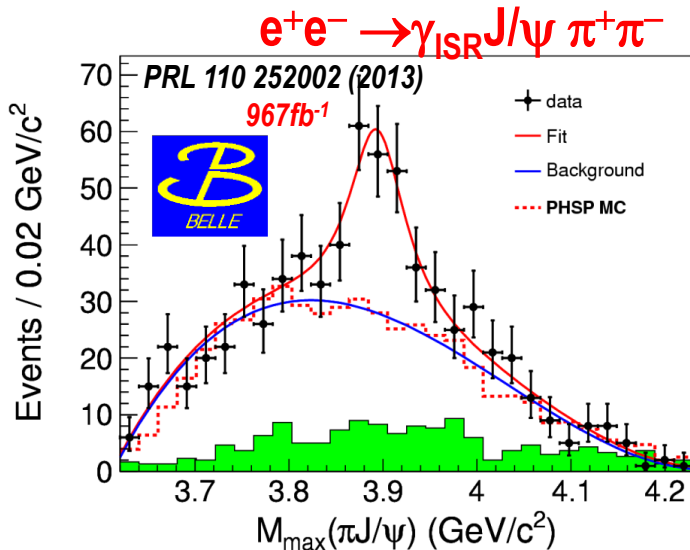 e⁺e⁻ →γ_ISR J/ψ π⁺π⁻
PRL 110 252002 (2013)
967fb⁻¹
B
BELLE
data
Fit
Background
PHSP MC
Events / 0.02 GeV/c²
70
60
50
40
30
20
10
0
3.7
3.8
3.9
4
4.1
4.2
M_max(πJ/ψ) (GeV/c²)